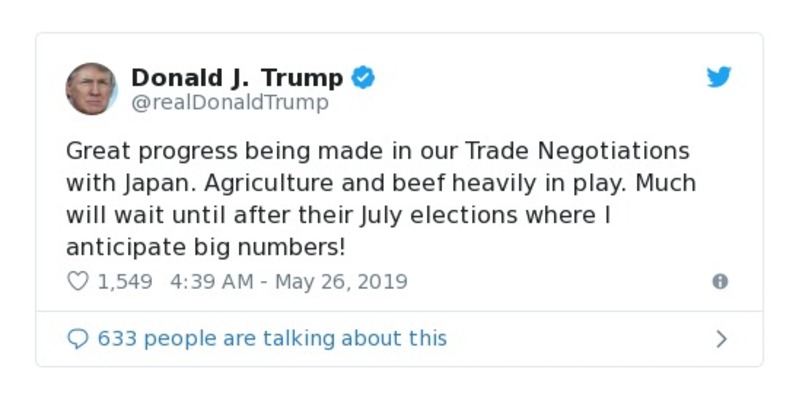 Donald J. Trump
@realDonaldTrump
Great progress being made in our Trade Negotiations
with Japan. Agriculture and beef heavily in play. Much
will wait until after their July elections where I
anticipate big numbers!
1,549 4:39 AM - May 26, 2019
633 people are talking about this